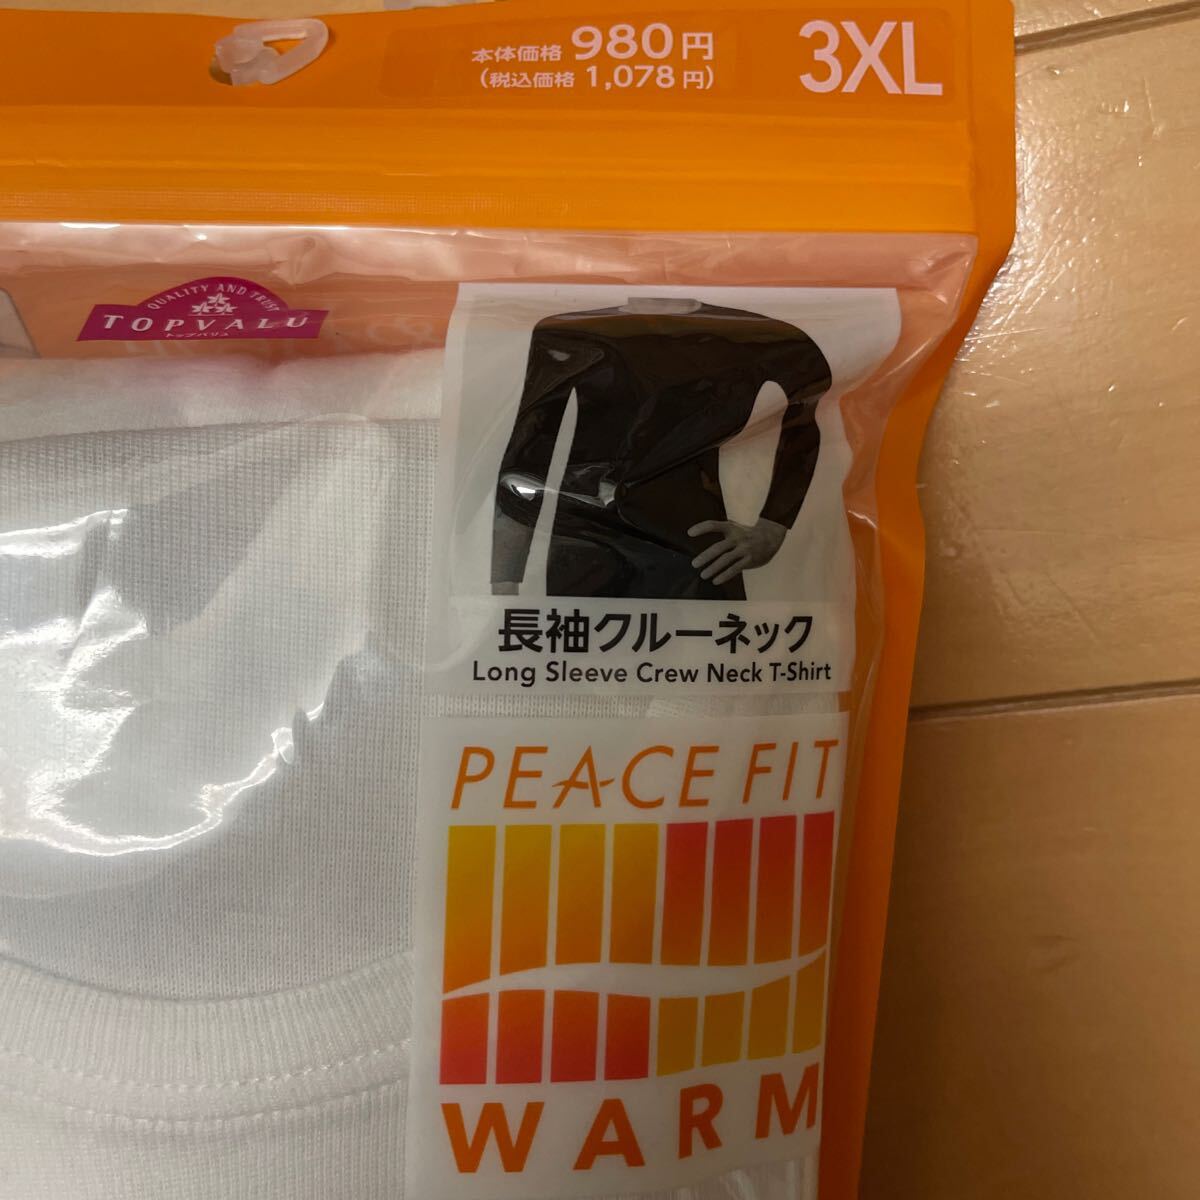 本体価格 980円
(税込価格 1,078円)
3XL
QUALITY AND TRUST
TOPVALU
トップバリュ
長袖クルーネック
Long Sleeve Crew Neck T-Shirt
PEACE FIT
WARM